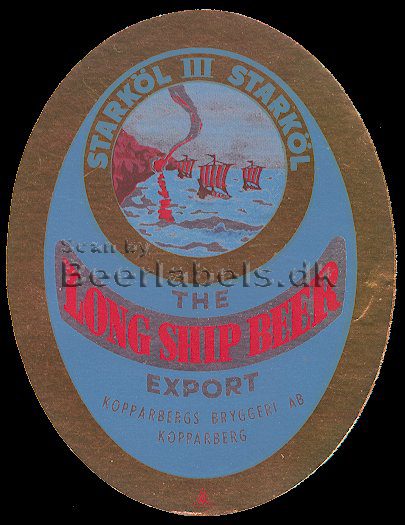 STARKÖL III STARKÖL
Scan by
Beerlabels.dk
THE
LONG SHIP BEER
EXPORT
KOPPARBERGS BRYGGERI AB
KOPPARBERG